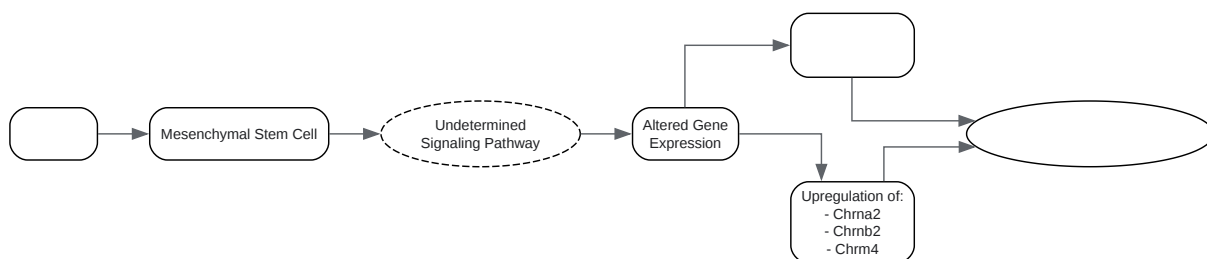 Mesenchymal Stem Cell
Undetermined
Signaling Pathway
Altered Gene
Expression
Upregulation of:
- Chrna2
- Chrnb2
- Chrm4